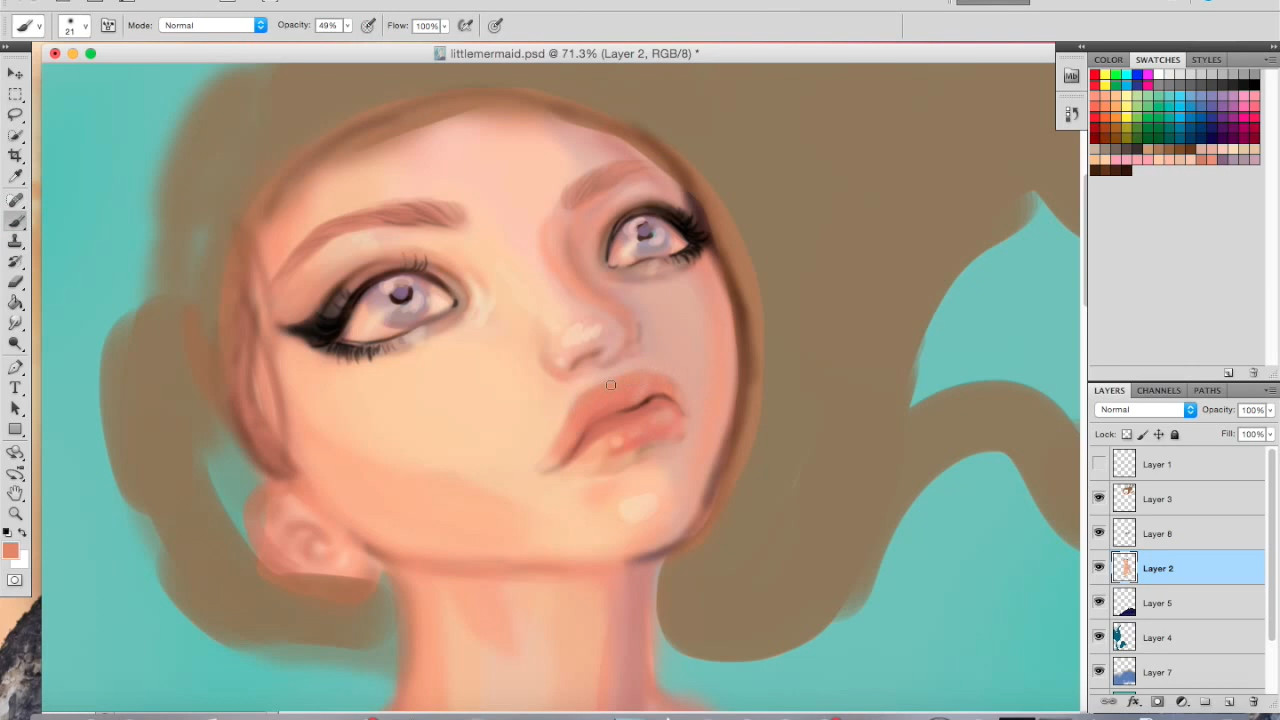 21 Mode: Normal Opacity: 49% Flow: 100%
littlemermaid.psd @ 71.3% (Layer 2, RGB/8) *
COLOR SWATCHES STYLES
Mb
T
LAYERS CHANNELS PATHS
Normal Opacity: 100%
Lock: Fill: 100%
Layer 1
Layer 3
Layer 8
Layer 2
Layer 5
Layer 4
Layer 7
fx